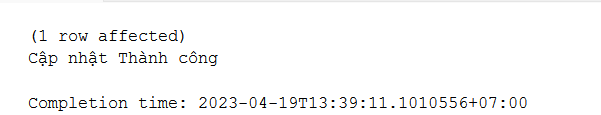 (1 row affected)
Cập nhật Thành công
Completion time: 2023-04-19T13:39:11.1010556+07:00